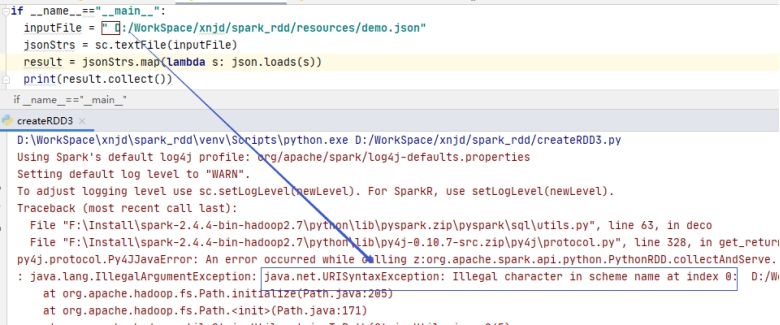 if __name__=="__main__":
inputFile = " D:/WorkSpace/xnjd/spark_rdd/resources/demo.json"
jsonStrs = sc.textFile(inputFile)
result = jsonStrs.map(lambda s: json.loads(s))
print(result.collect())
if __name__=="__main__"
createRDD3
D:\WorkSpace\xnjd\spark_rdd\venv\Scripts\python.exe D:/WorkSpace/xnjd/spark_rdd/createRDD3.py
Using Spark's default log4j profile: org/apache/spark/log4j-defaults.properties
Setting default log level to "WARN".
To adjust logging level use sc.setLogLevel(newLevel). For SparkR, use setLogLevel(newLevel).
Traceback (most recent call last):
File "F:\Install\spark-2.4.4-bin-hadoop2.7\python\lib\pyspark.zip\pyspark\sql\utils.py", line 63, in deco
File "F:\Install\spark-2.4.4-bin-hadoop2.7\python\lib\py4j-0.10.7-src.zip\py4j\protocol.py", line 328, in get_return
py4j.protocol.Py4JJavaError: An error occurred while calling z:org.apache.spark.api.python.PythonRDD.collectAndServe.
: java.lang.IllegalArgumentException: java.net.URISyntaxException: Illegal character in scheme name at index 0:  D:/W
at org.apache.hadoop.fs.Path.initialize(Path.java:205)
at org.apache.hadoop.fs.Path.<init>(Path.java:171)